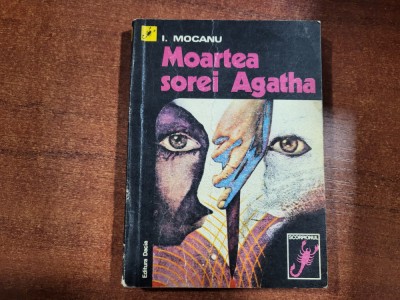 I. MOCANU
Moartea
sorei Agatha
Editura Dacia
SCORPIONUL